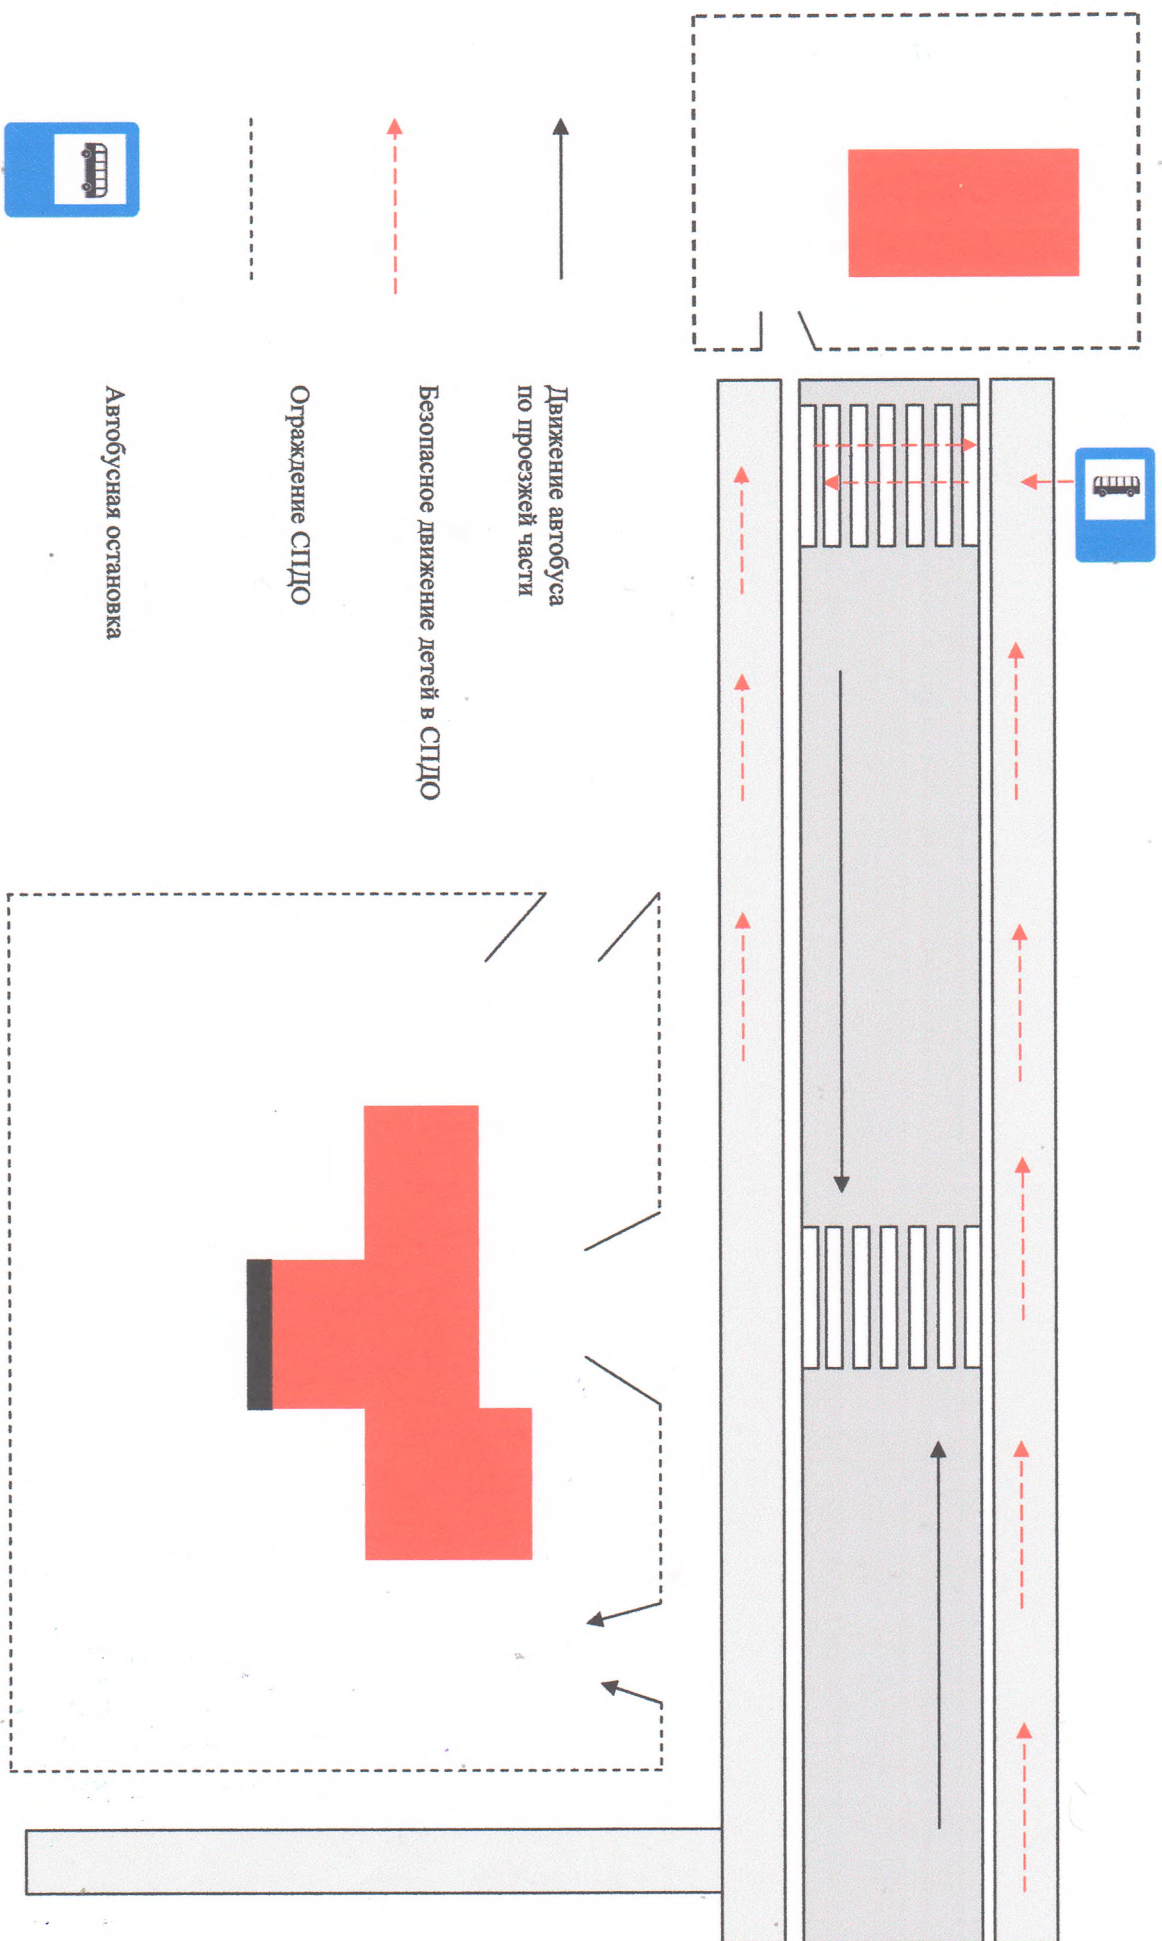 Движение автобуса
по проезжей части
Безопасное движение детей в СПДО
Ограждение СПДО
Автобусная остановка